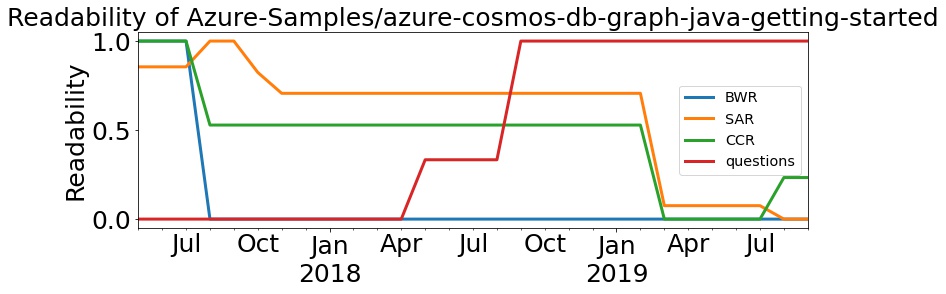 Readability of Azure-Samples/azure-cosmos-db-graph-java-getting-started
Readability
1.0
0.5
0.0
BWR
SAR
CCR
questions
Jul Oct Jan Apr Jul Oct Jan Apr Jul
2018 2019